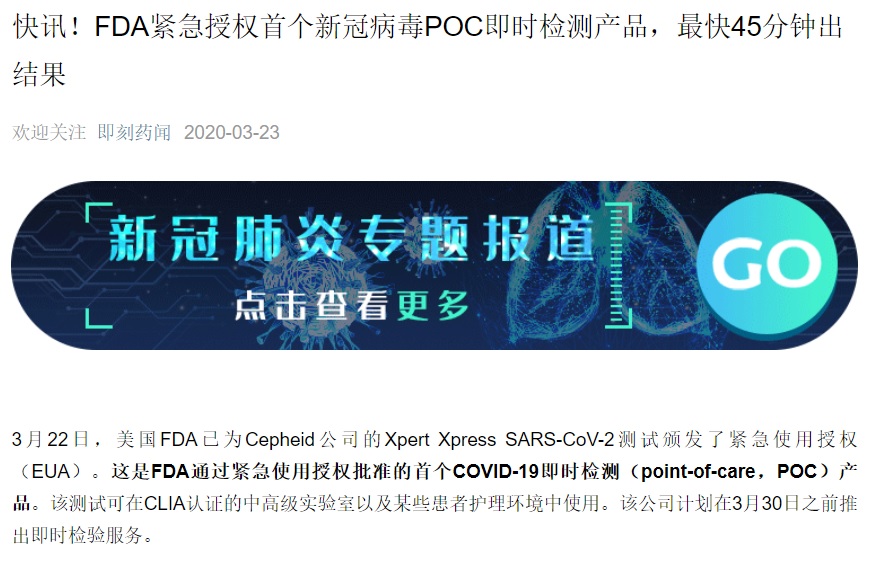 快讯！FDA紧急授权首个新冠病毒POC即时检测产品，最快45分钟出
结果
欢迎关注 即刻药闻 2020-03-23
新冠肺炎专题报道
GO
点击查看更多
3月22日，美国FDA已为Cepheid公司的Xpert Xpress SARS-CoV-2测试颁发了紧急使用授权
（EUA）。这是FDA通过紧急使用授权批准的首个COVID-19即时检测（point-of-care，POC）产
品。该测试可在CLIA认证的中高级实验室以及某些患者护理环境中使用。该公司计划在3月30日之前推
出即时检验服务。